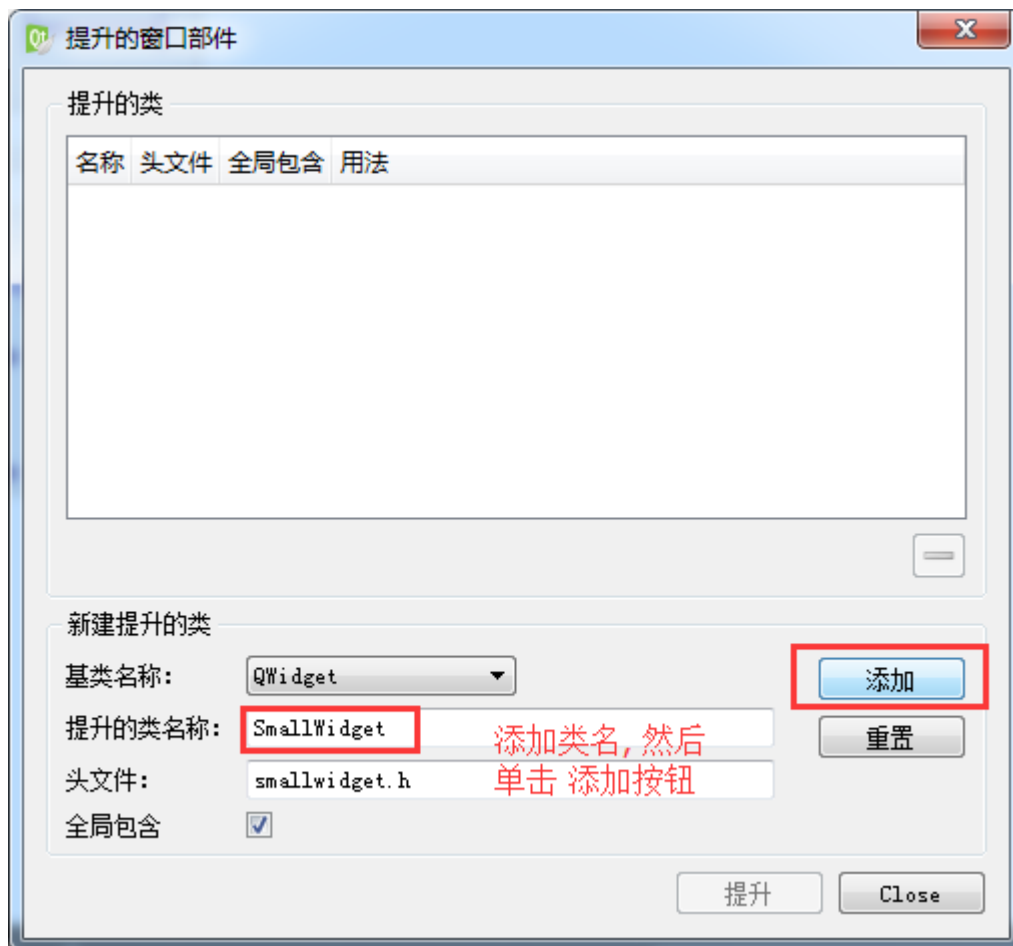 提升的窗口部件
提升的类
名称 头文件 全局包含 用法
新建提升的类
基类名称: QWidget 添加
提升的类名称: SmallWidget 添加类名, 然后 重置
头文件: smallwidget.h 单击 添加按钮
全局包含
提升 Close